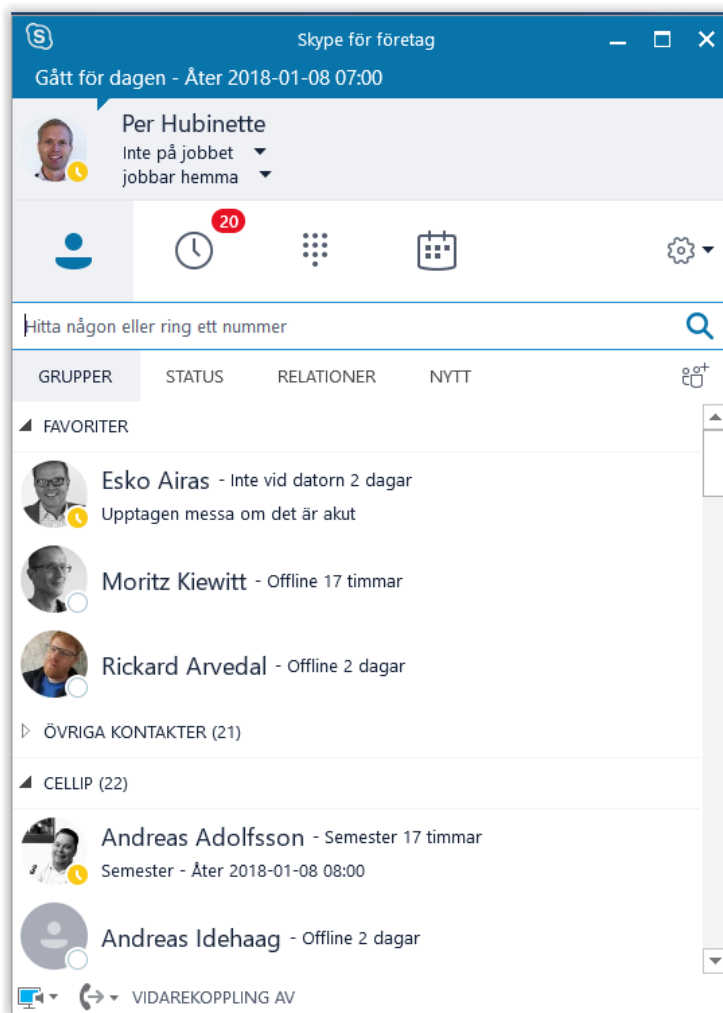 Skype för företag
Gått för dagen - Åter 2018-01-08 07:00
Per Hubinette
Inte på jobbet
jobbar hemma
20
Hitta någon eller ring ett nummer
GRUPPER STATUS RELATIONER NYTT
FAVORITER
Esko Airas - Inte vid datorn 2 dagar
Upptagen messa om det är akut
Moritz Kiewitt - Offline 17 timmar
Rickard Arvedal - Offline 2 dagar
ÖVRIGA KONTAKTER (21)
CELLIP (22)
Andreas Adolfsson - Semester 17 timmar
Semester - Åter 2018-01-08 08:00
Andreas Idehaag - Offline 2 dagar
VIDAREKOPPLING AV